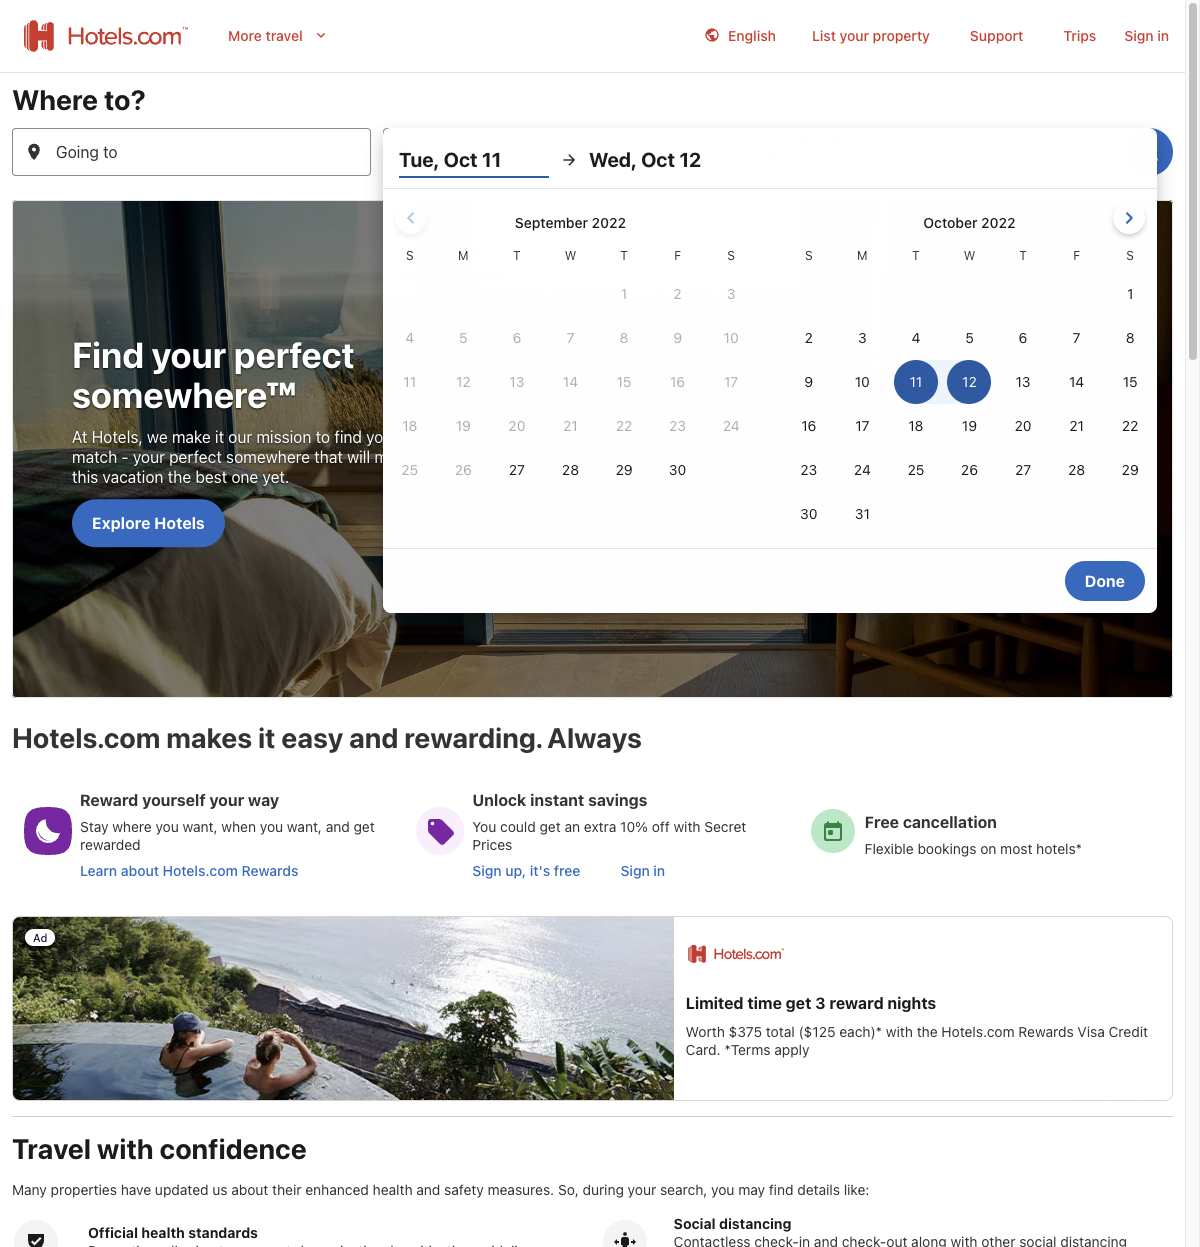 Hotels.com™
More travel
English
List your property
Support
Trips
Sign in
Where to?
Going to
Tue, Oct 11
Wed, Oct 12
September 2022
S M T W T F S
1 2 3
4 5 6 7 8 9 10
11 12 13 14 15 16 17
18 19 20 21 22 23 24
25 26 27 28 29 30
October 2022
S M T W T F S
1
2 3 4 5 6 7 8
9 10 11 12 13 14 15
16 17 18 19 20 21 22
23 24 25 26 27 28 29
30 31
Done
Find your perfect
somewhere™
At Hotels, we make it our mission to find yo
match - your perfect somewhere that will m
this vacation the best one yet.
Explore Hotels
Hotels.com makes it easy and rewarding. Always
Reward yourself your way
Stay where you want, when you want, and get
rewarded
Learn about Hotels.com Rewards
Unlock instant savings
You could get an extra 10% off with Secret
Prices
Sign up, it's free
Sign in
Free cancellation
Flexible bookings on most hotels*
Ad
Hotels.com
Limited time get 3 reward nights
Worth $375 total ($125 each)* with the Hotels.com Rewards Visa Credit
Card. *Terms apply
Travel with confidence
Many properties have updated us about their enhanced health and safety measures. So, during your search, you may find details like:
Official health standards
Social distancing
Contactless check-in and check-out along with other social distancing